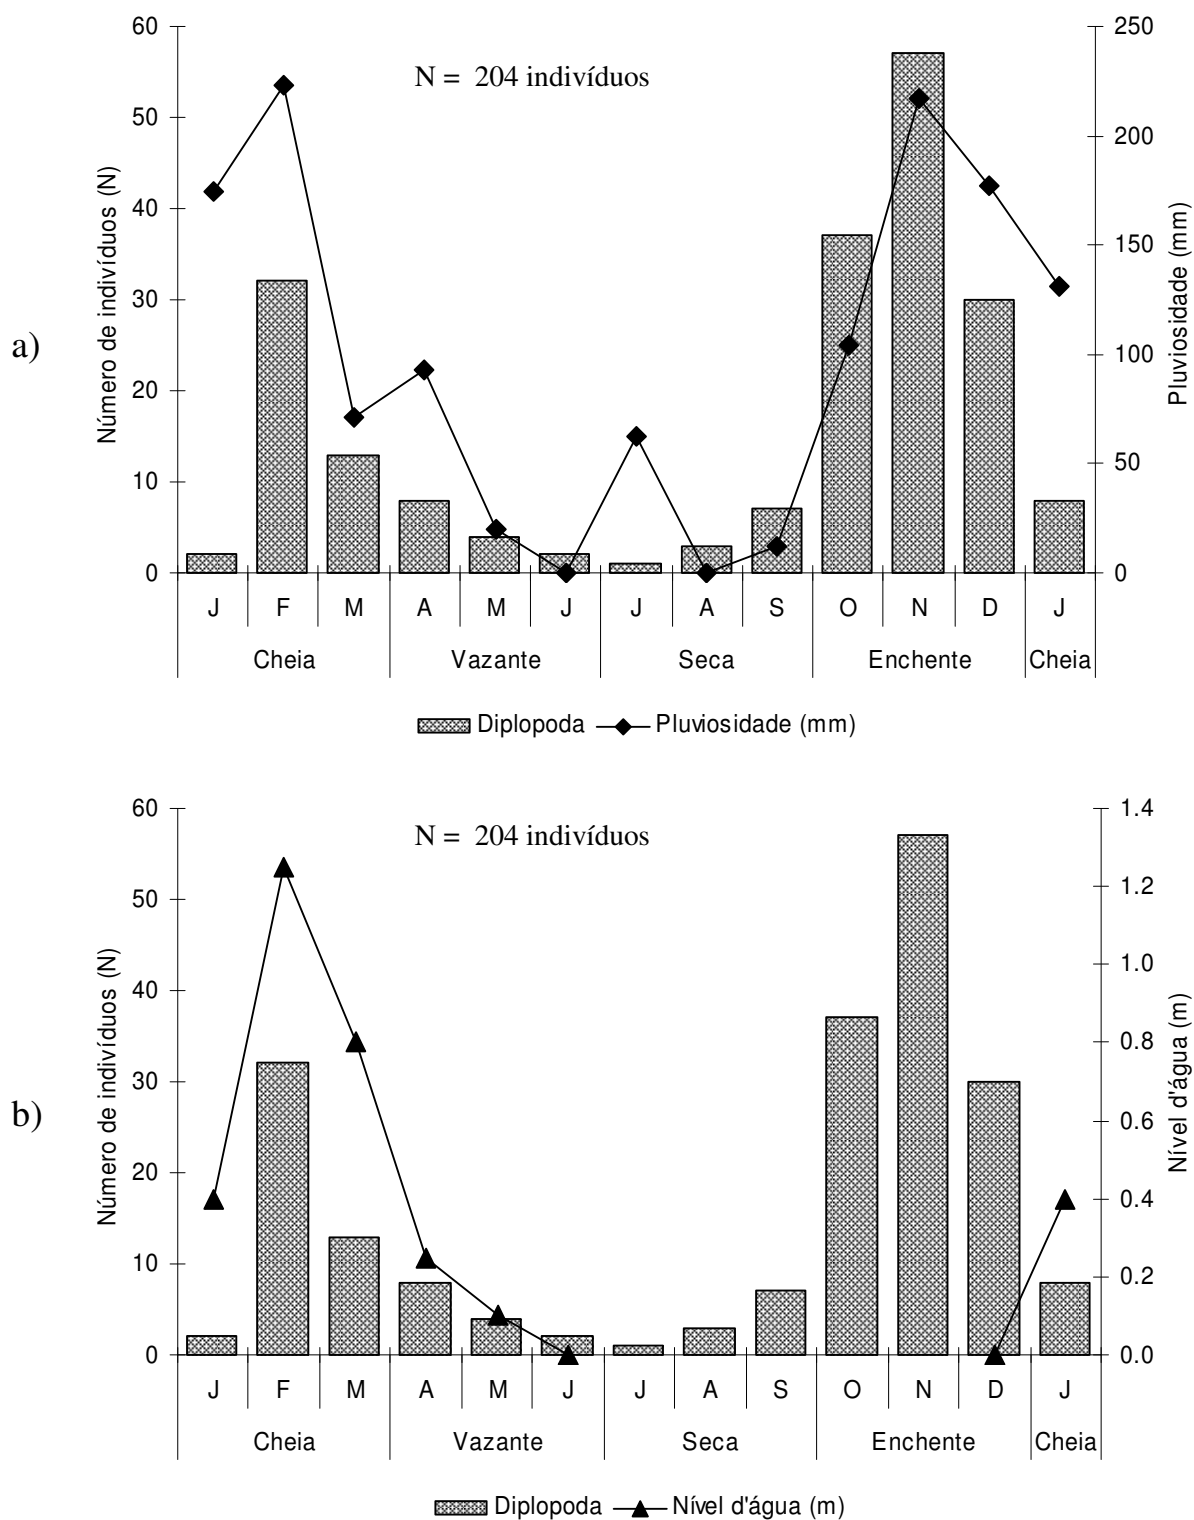 a)
Número de indivíduos (N)
60
50
40
30
20
10
0
N = 204 indivíduos
250
200
150
100
50
0
Pluviosidade (mm)
J F M A M J J A S O N D J
Cheia Vazante Seca Enchente Cheia
Diplopoda Pluviosidade (mm)
b)
Número de indivíduos (N)
60
50
40
30
20
10
0
N = 204 indivíduos
1.4
1.2
1.0
0.8
0.6
0.4
0.2
0.0
Nível d'água (m)
J F M A M J J A S O N D J
Cheia Vazante Seca Enchente Cheia
Diplopoda Nível d'água (m)